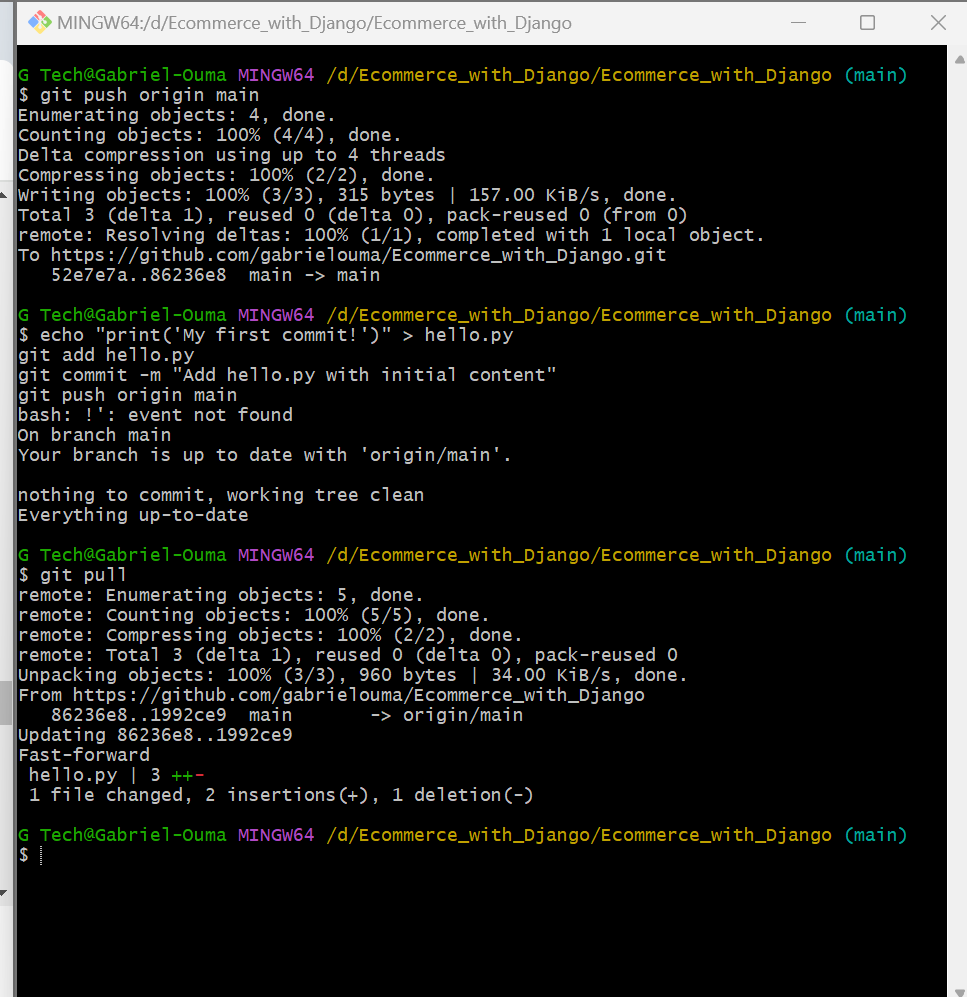 MINGW64:/d/Ecommerce_with_Django/Ecommerce_with_Django
G Tech@Gabriel-Ouma MINGW64 /d/Ecommerce_with_Django/Ecommerce_with_Django (main)
$ git push origin main
Enumerating objects: 4, done.
Counting objects: 100% (4/4), done.
Delta compression using up to 4 threads
Compressing objects: 100% (2/2), done.
Writing objects: 100% (3/3), 315 bytes | 157.00 KiB/s, done.
Total 3 (delta 1), reused 0 (delta 0), pack-reused 0 (from 0)
remote: Resolving deltas: 100% (1/1), completed with 1 local object.
To https://github.com/gabrielouma/Ecommerce_with_Django.git
   52e7e7a..86236e8  main -> main
G Tech@Gabriel-Ouma MINGW64 /d/Ecommerce_with_Django/Ecommerce_with_Django (main)
$ echo "print('My first commit!')" > hello.py
git add hello.py
git commit -m "Add hello.py with initial content"
git push origin main
bash: !': event not found
On branch main
Your branch is up to date with 'origin/main'.
nothing to commit, working tree clean
Everything up-to-date
G Tech@Gabriel-Ouma MINGW64 /d/Ecommerce_with_Django/Ecommerce_with_Django (main)
$ git pull
remote: Enumerating objects: 5, done.
remote: Counting objects: 100% (5/5), done.
remote: Compressing objects: 100% (2/2), done.
remote: Total 3 (delta 1), reused 0 (delta 0), pack-reused 0
Unpacking objects: 100% (3/3), 960 bytes | 34.00 KiB/s, done.
From https://github.com/gabrielouma/Ecommerce_with_Django
   86236e8..1992ce9  main       -> origin/main
Updating 86236e8..1992ce9
Fast-forward
 hello.py | 3 ++-
 1 file changed, 2 insertions(+), 1 deletion(-)
G Tech@Gabriel-Ouma MINGW64 /d/Ecommerce_with_Django/Ecommerce_with_Django (main)
$